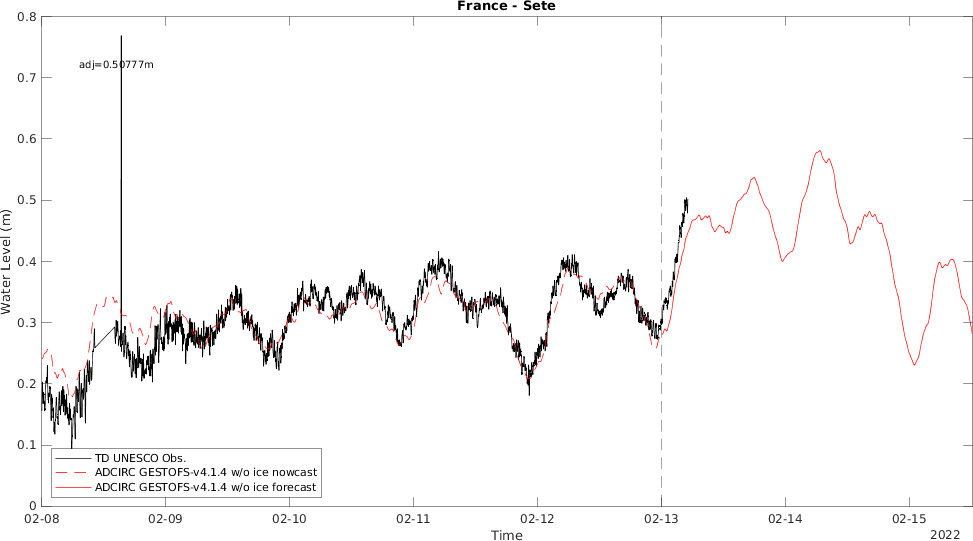 France - Sete
0.8
0.7
0.6
0.5
0.4
0.3
0.2
0.1
0
Water Level (m)
adj=0.50777m
TD UNESCO Obs.
ADCIRC GESTOFS-v4.1.4 w/o ice nowcast
ADCIRC GESTOFS-v4.1.4 w/o ice forecast
02-08 02-09 02-10 02-11 02-12 02-13 02-14 02-15
Time
2022